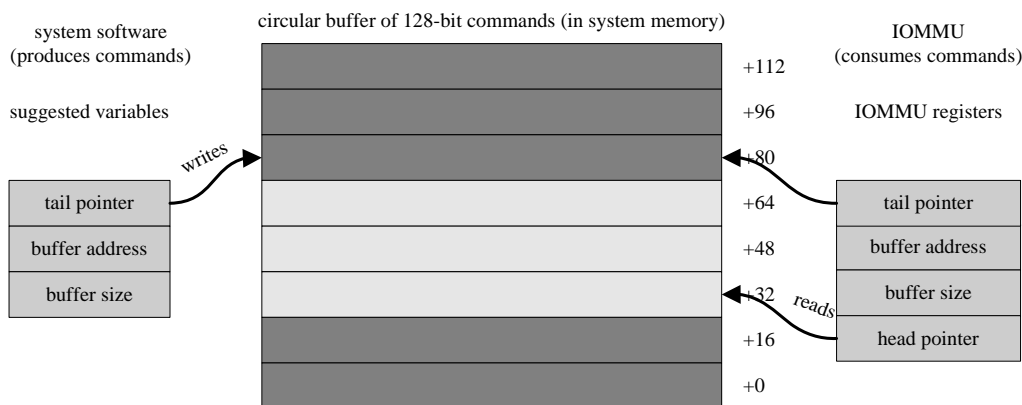 circular buffer of 128-bit commands (in system memory)
system software
(produces commands)
IOMMU
(consumes commands)
suggested variables
IOMMU registers
+112
+96
+80
+64
+48
+32
+16
+0
writes
tail pointer
buffer address
buffer size
reads
tail pointer
buffer address
buffer size
head pointer